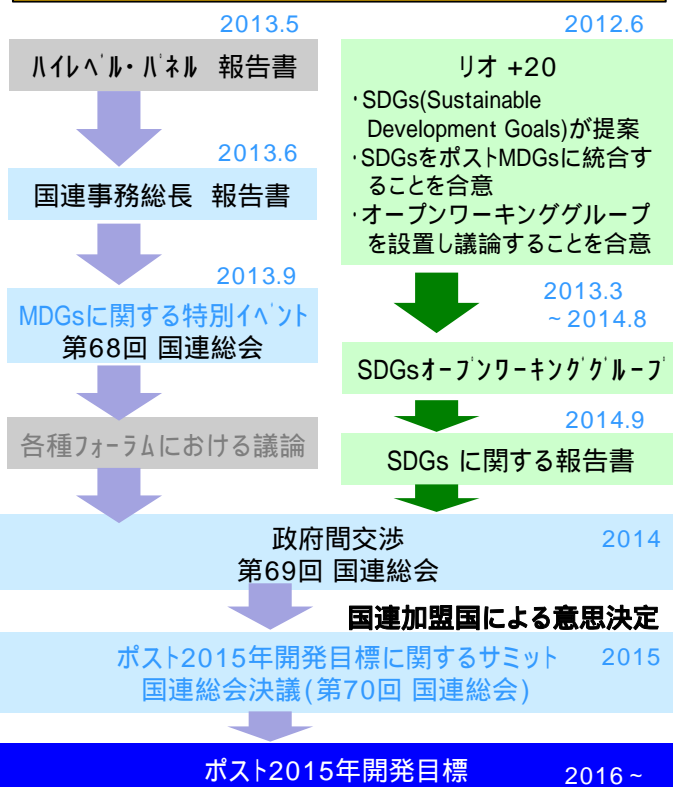 2013.5
ハイレベル・パネル 報告書
2013.6
国連事務総長 報告書
2013.9
MDGsに関する特別イベント
第68回 国連総会
各種フォーラムにおける議論
2012.6
リオ +20
・SDGs(Sustainable
Development Goals)が提案
・SDGsをポストMDGsに統合す
ることを合意
・オープンワーキンググループ
を設置し議論することを合意
2013.3
~2014.8
SDGsオープンワーキンググループ
2014.9
SDGs に関する報告書
政府間交渉 2014
第69回 国連総会
国連加盟国による意思決定
ポスト2015年開発目標に関するサミット 2015
国連総会決議(第70回 国連総会)
ポスト2015年開発目標 2016~